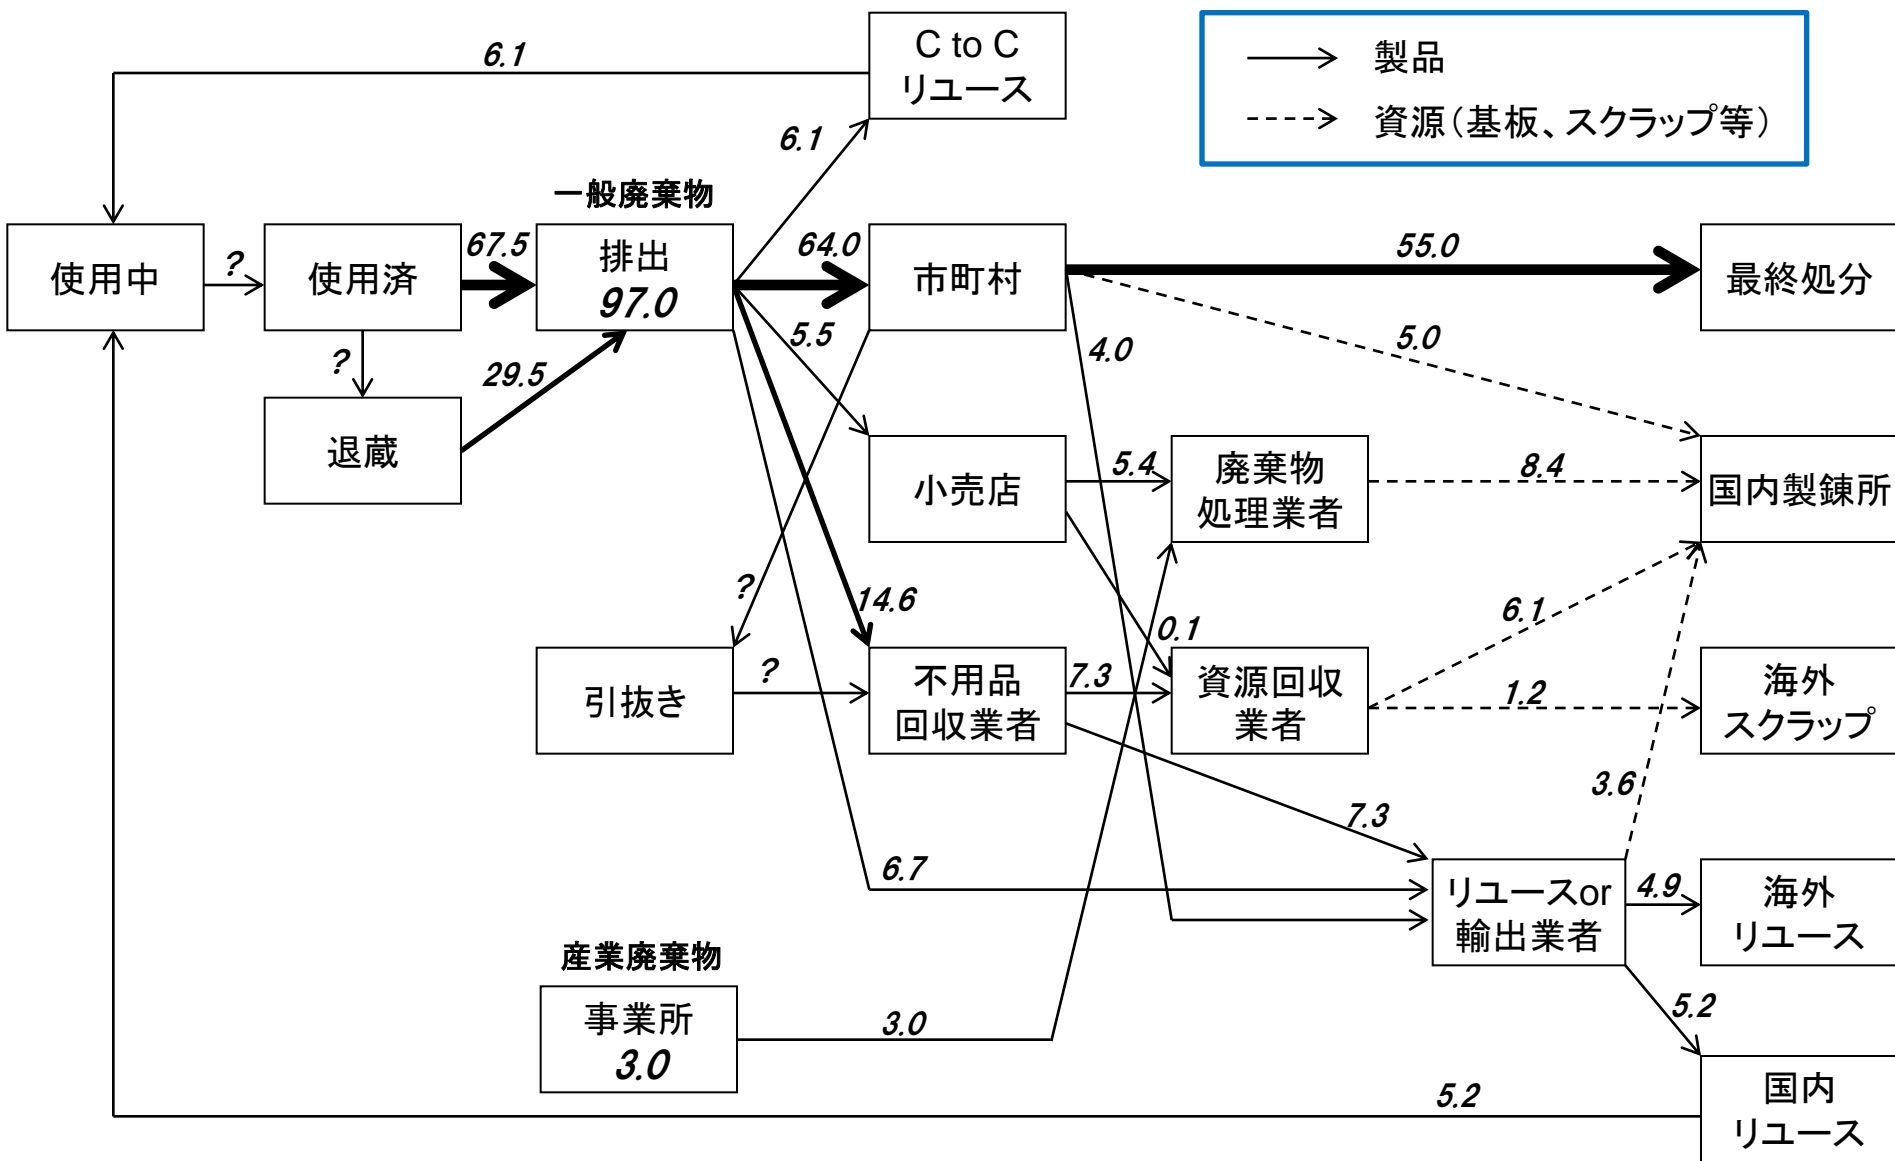 C to C
リユース
製品
資源(基板、スクラップ等)
6.1
6.1
一般廃棄物
使用中
?
使用済
67.5
排出
97.0
64.0
市町村
55.0
最終処分
?
29.5
退蔵
5.5
4.0
5.0
小売店
5.4
廃棄物
処理業者
8.4
国内製錬所
?
14.6
0.1
6.1
引抜き
?
不用品
回収業者
7.3
資源回収
業者
1.2
海外
スクラップ
3.6
7.3
6.7
リユースor
輸出業者
4.9
海外
リユース
産業廃棄物
事業所
3.0
3.0
5.2
5.2
国内
リユース